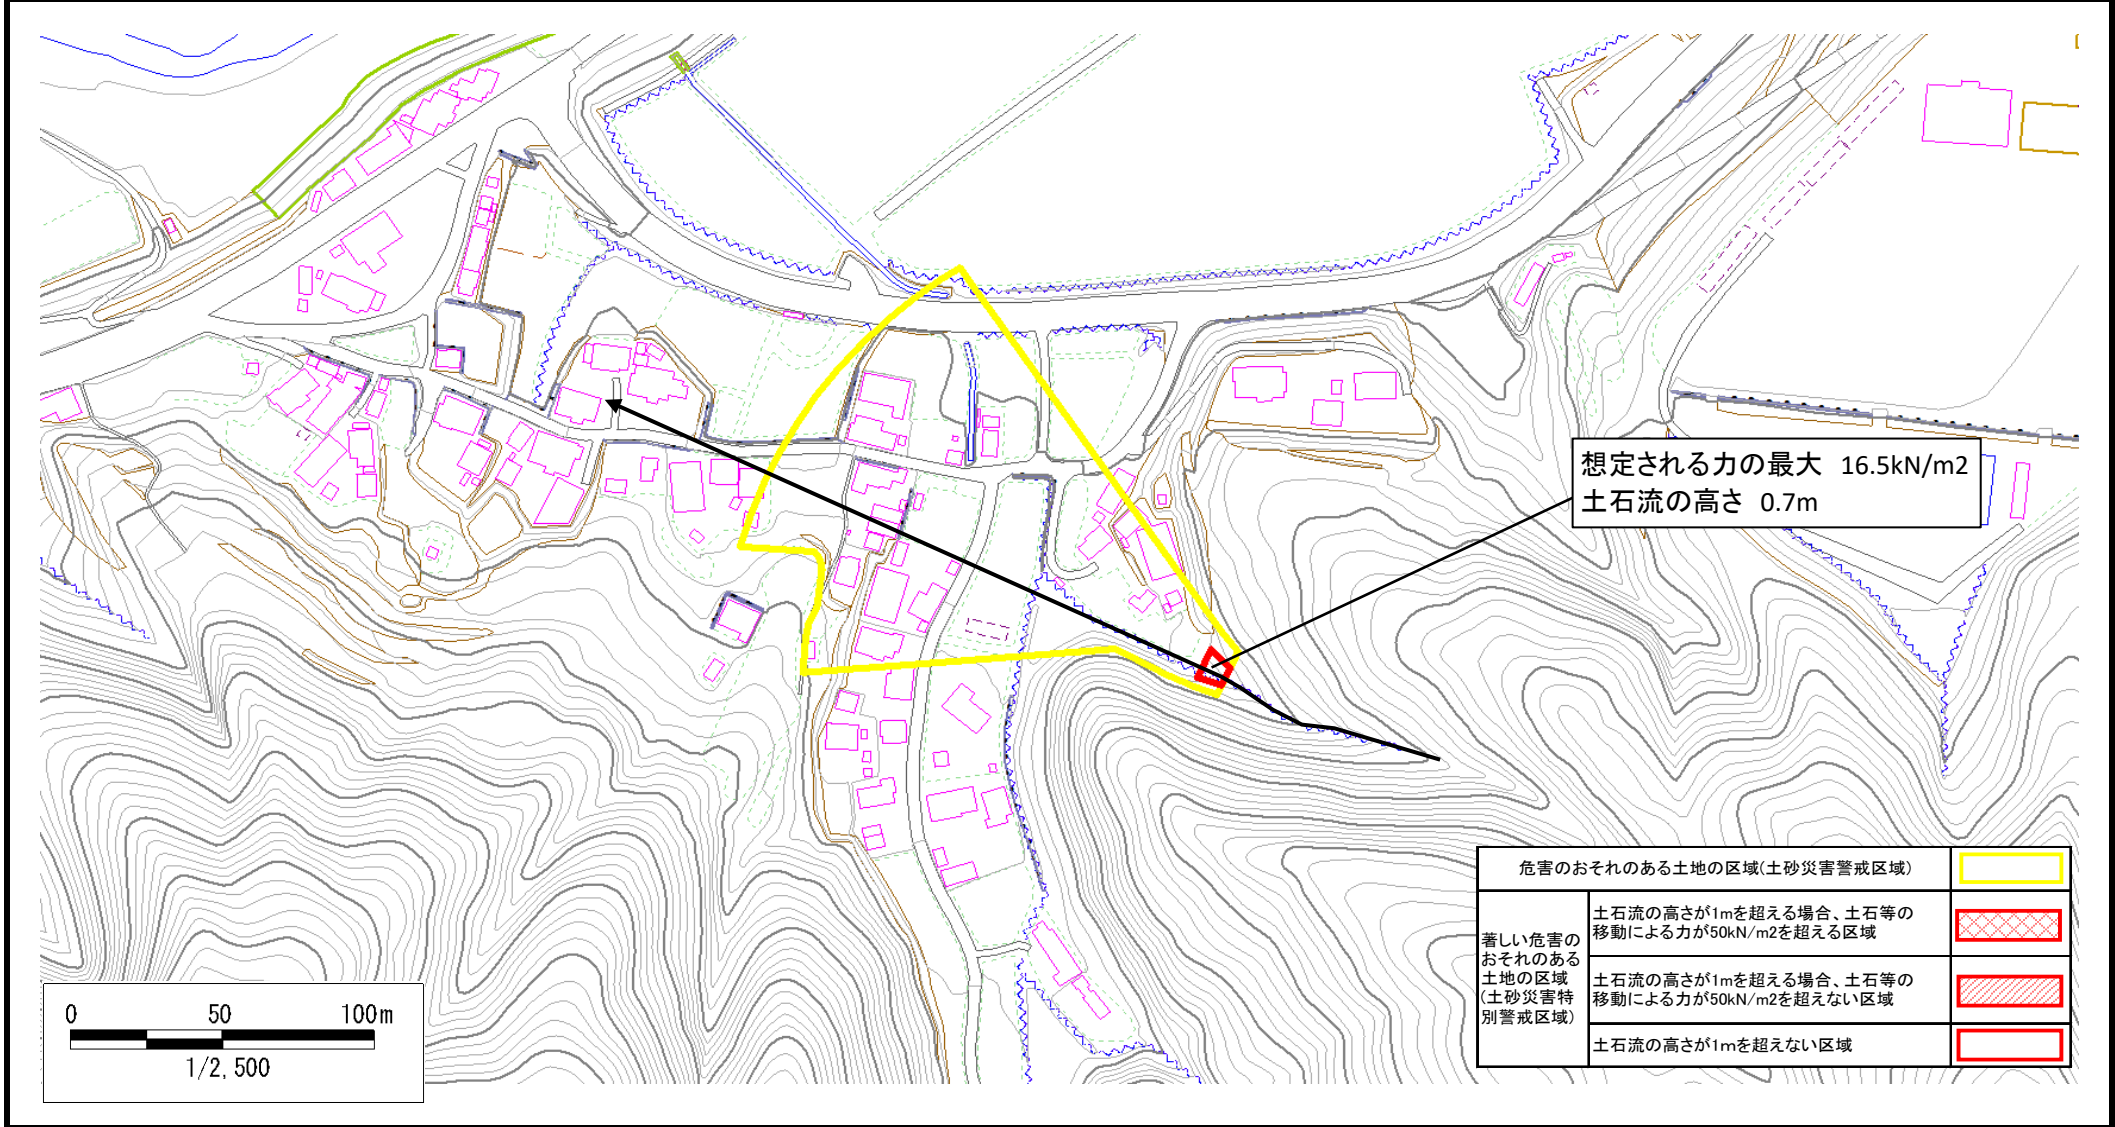 想定される力の最大 16.5kN/m2
土石流の高さ 0.7m
危害のおそれのある土地の区域(土砂災害警戒区域)
著しい危害の
おそれのある
土地の区域
(土砂災害特
別警戒区域)
土石流の高さが1mを超える場合、土石等の
移動による力が50kN/m2を超える区域
土石流の高さが1mを超える場合、土石等の
移動による力が50kN/m2を超えない区域
土石流の高さが1mを超えない区域
0 50 100m
1/2,500